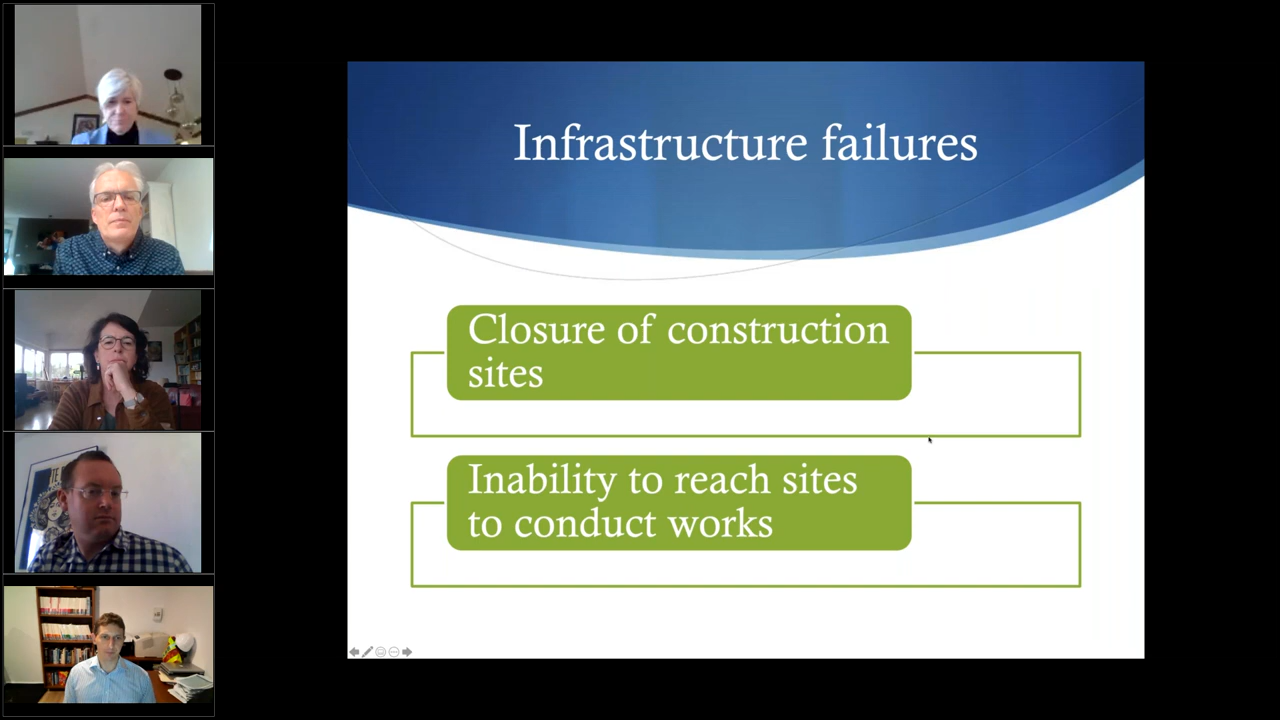 Infrastructure failures
Closure of construction
sites
Inability to reach sites
to conduct works